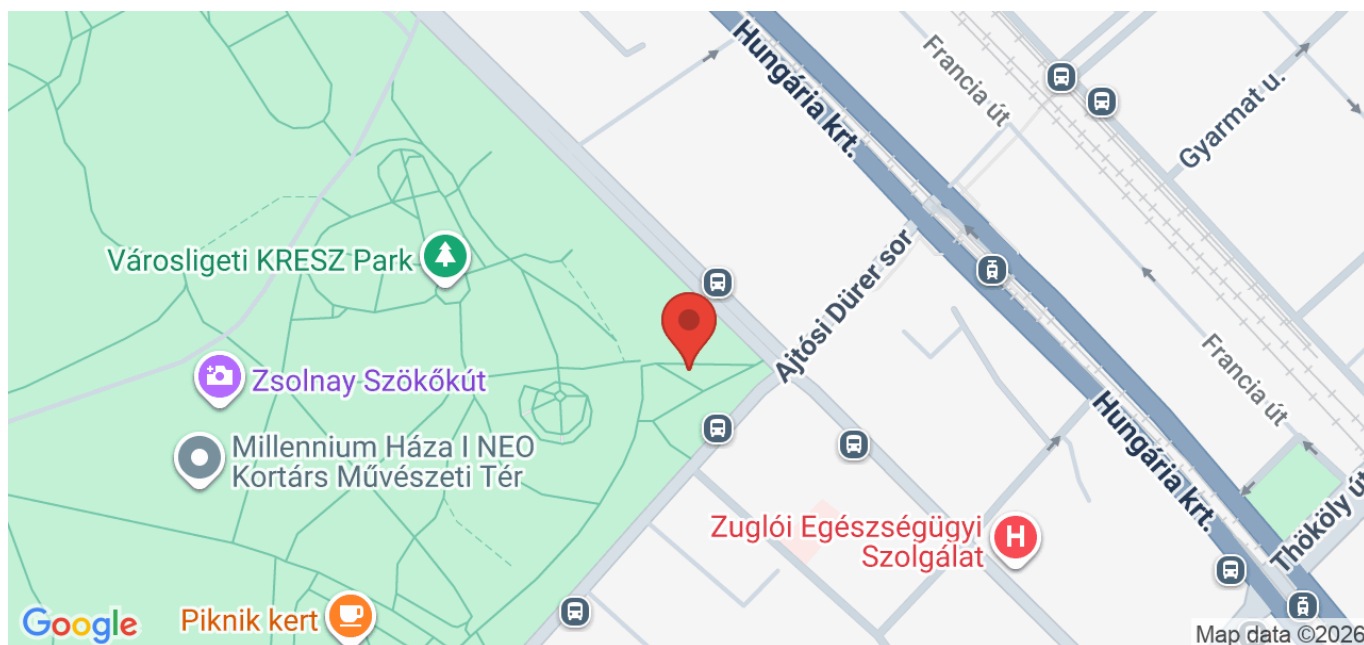 Hungária krt.
Francia út
Gyarmat u.
Városligeti KRESZ Park
Ajtósi Dürer sor
Francia út
Zsolnay Szökőkút
Hungária krt.
Millennium Háza I NEO
Kortárs Művészeti Tér
Thököly út
Zuglói Egészségügyi
Szolgálat
H
Piknik kert
Google
Map data ©2026